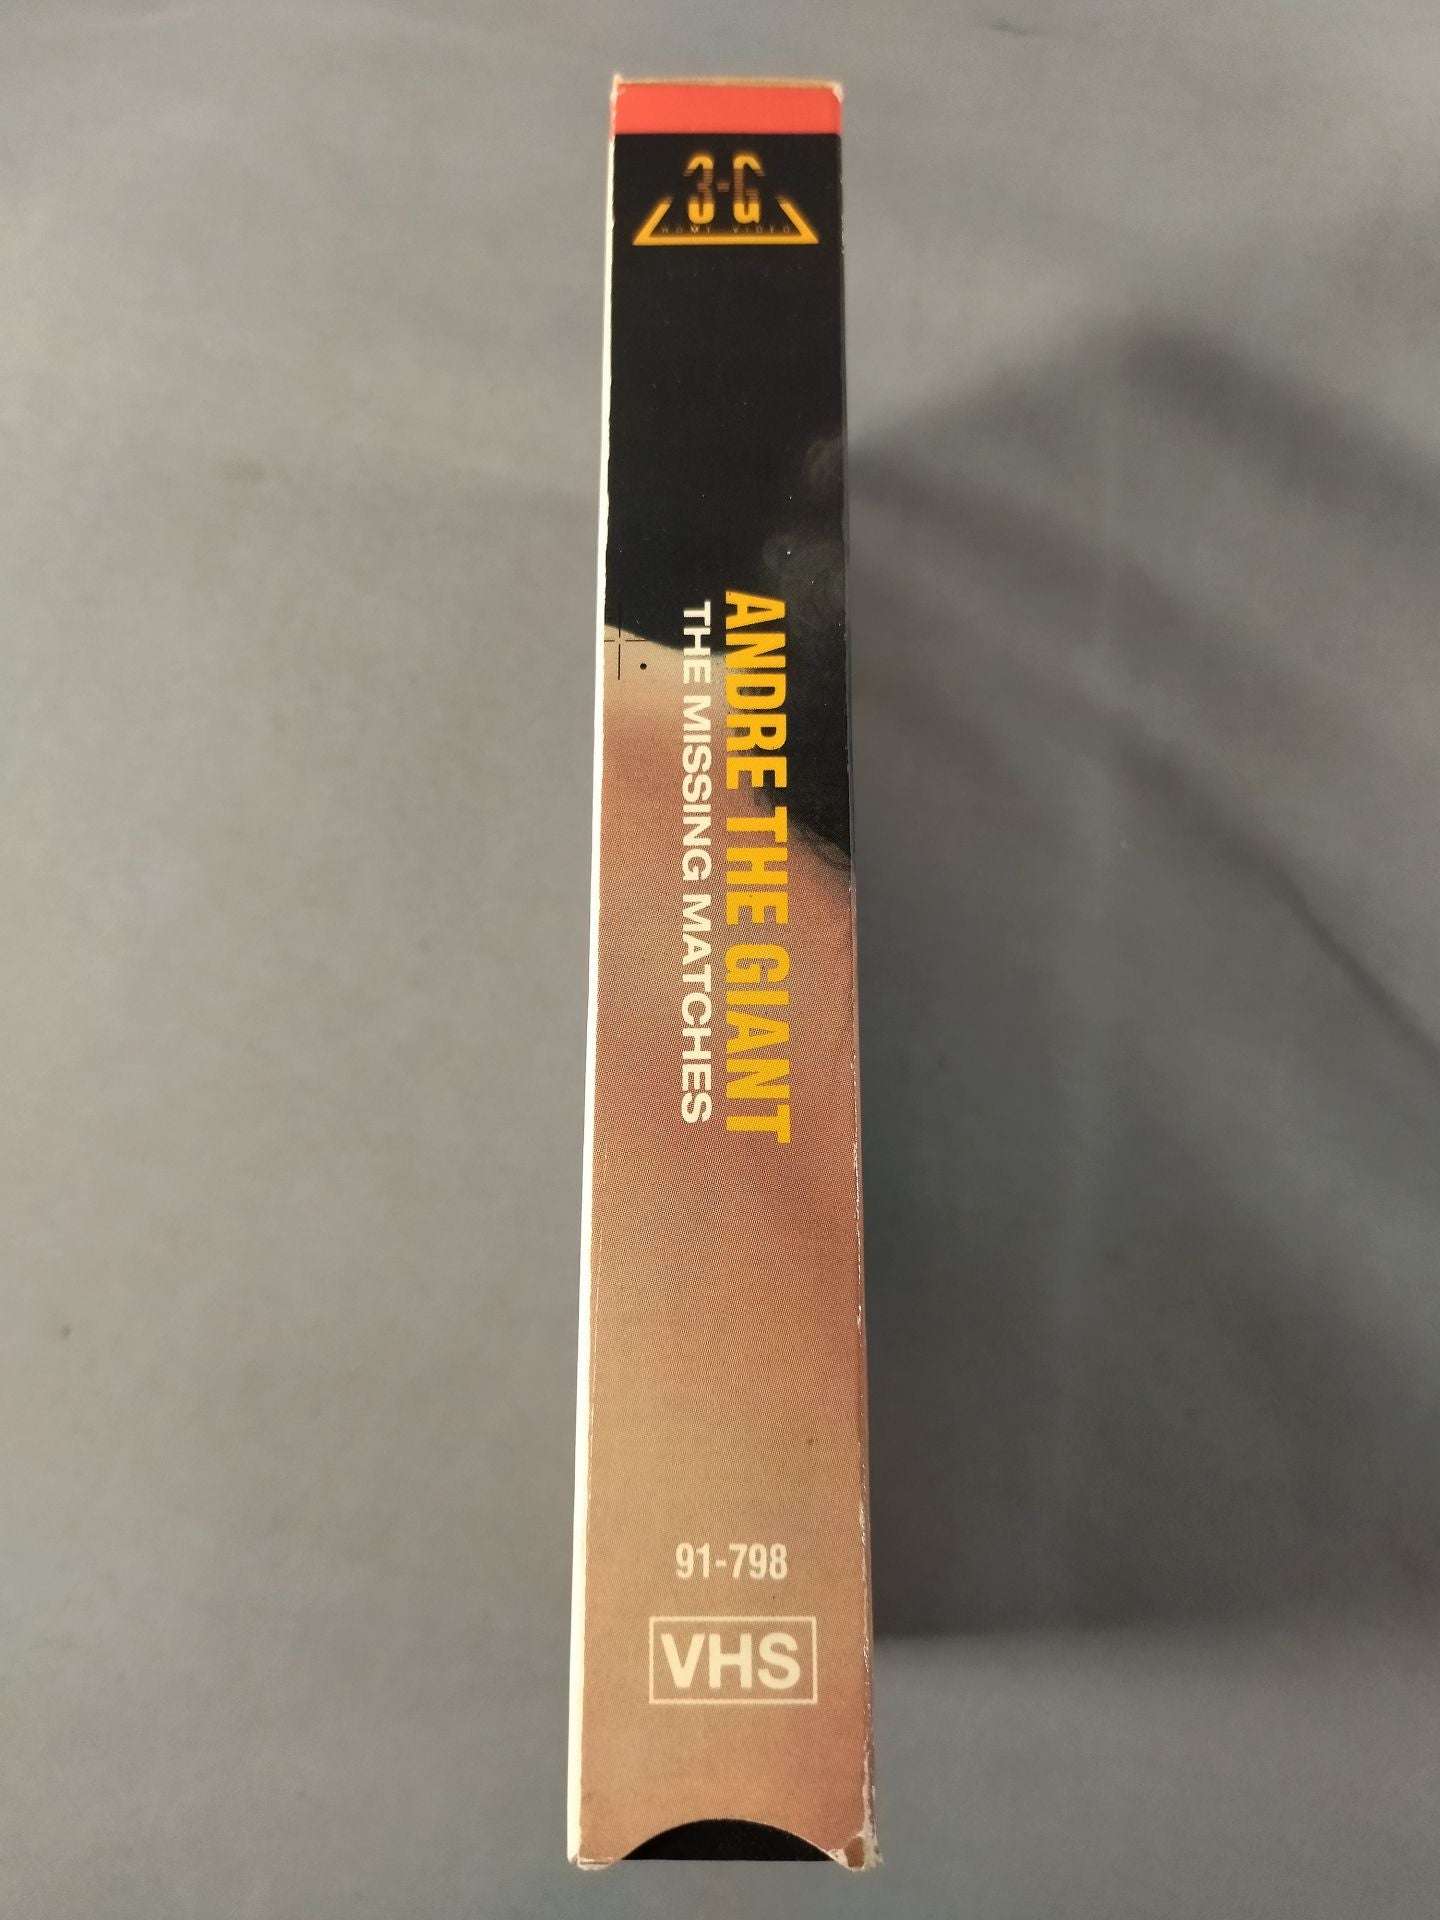 3-G
HOME VIDEO
ANDRE THE GIANT
THE MISSING MATCHES
91-798
VHS